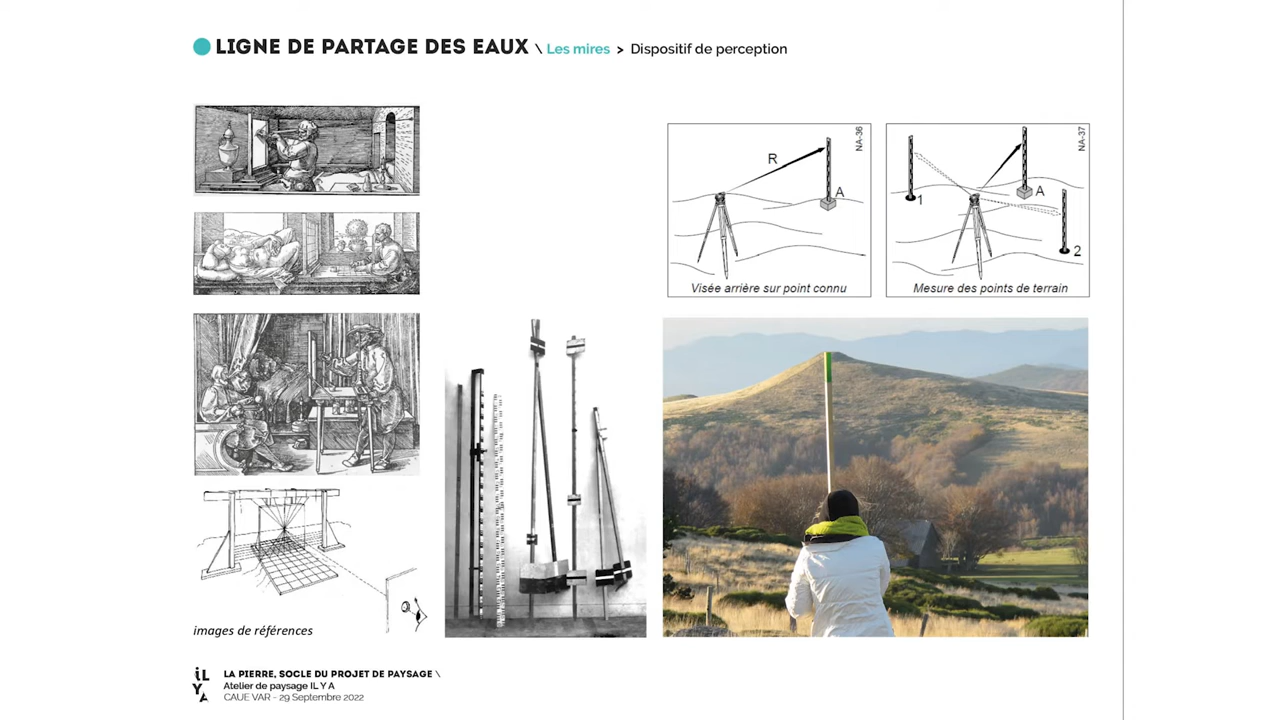 LIGNE DE PARTAGE DES EAUX \ Les mires > Dispositif de perception
R
A
NA-36
Visée arrière sur point connu
1
A
2
NA-37
Mesure des points de terrain
images de références
iL
Y
A
LA PIERRE, SOCLE DU PROJET DE PAYSAGE \
Atelier de paysage IL Y A
CAUE VAR - 29 Septembre 2022